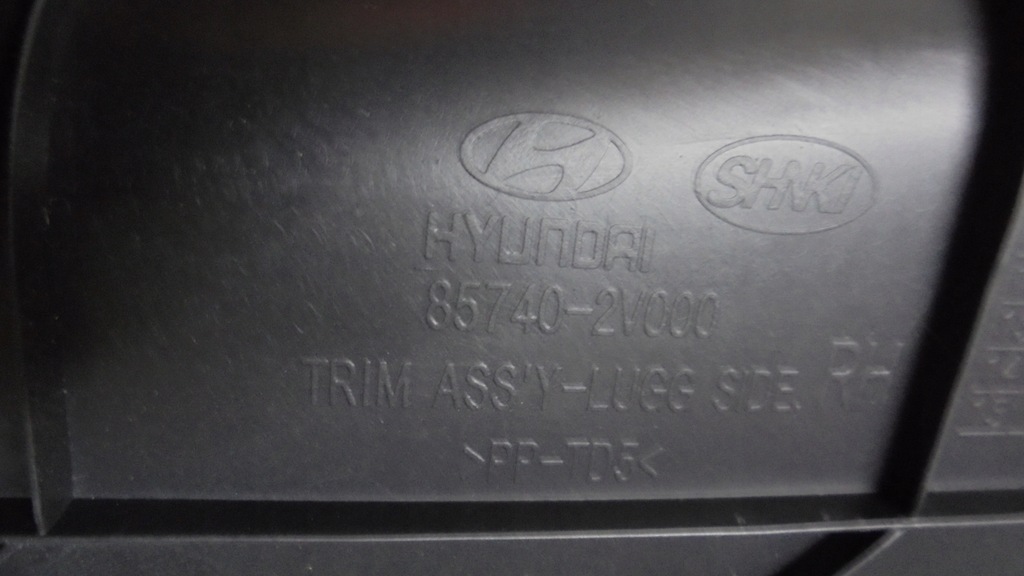 SHNKI
HYUNDAI
85740-2V000
TRIM ASS'Y-LUGG SIDE, RH
>PP-TD5<